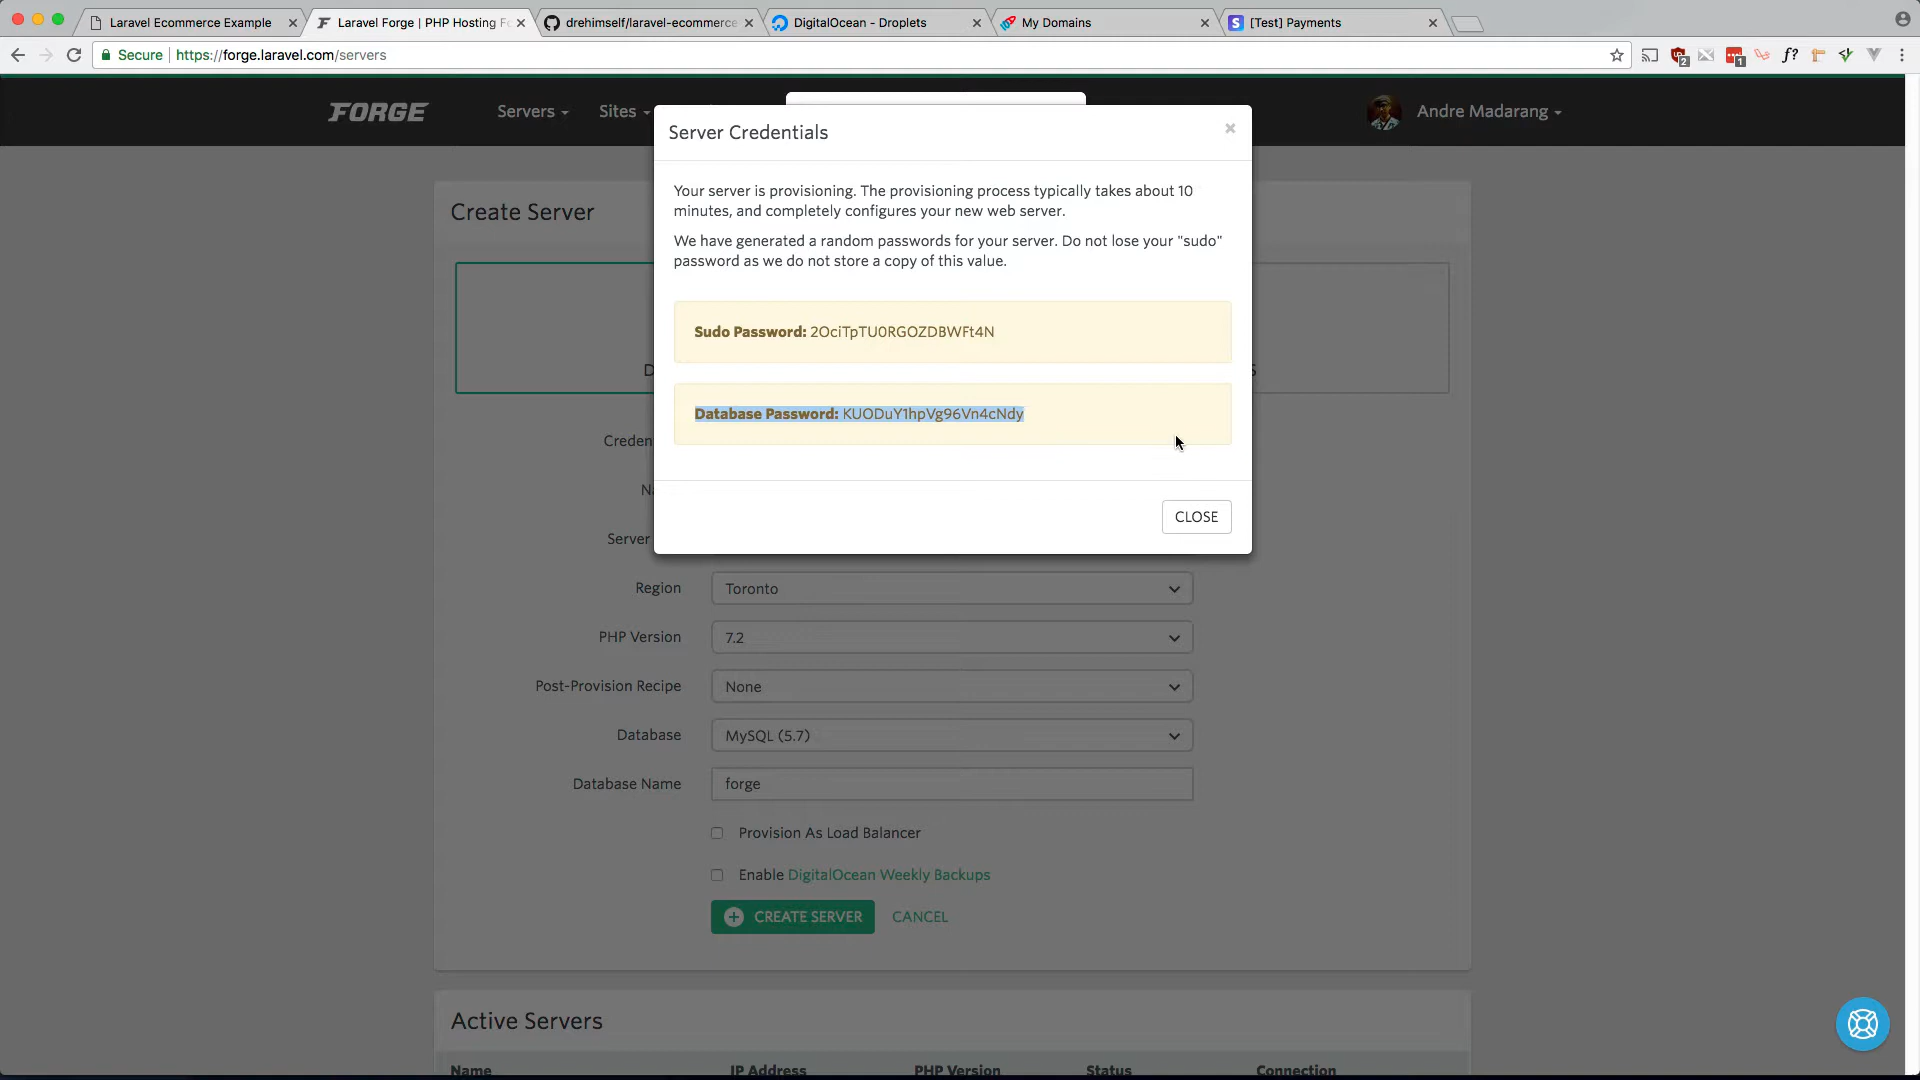 Laravel Ecommerce Example
Laravel Forge | PHP Hosting Fo
drehimself/laravel-ecommerce
DigitalOcean - Droplets
My Domains
[Test] Payments
Secure https://forge.laravel.com/servers
FORGE
Servers
Sites
Andre Madarang
Server Credentials
Your server is provisioning. The provisioning process typically takes about 10
minutes, and completely configures your new web server.
We have generated a random passwords for your server. Do not lose your "sudo"
password as we do not store a copy of this value.
Sudo Password: 2OciTpTU0RGOZDBWFt4N
Database Password: KUODuY1hpVg96Vn4cNdy
CLOSE
Create Server
Region
Toronto
PHP Version
7.2
Post-Provision Recipe
None
Database
MySQL (5.7)
Database Name
forge
Provision As Load Balancer
Enable DigitalOcean Weekly Backups
CREATE SERVER
CANCEL
Active Servers
Name IP Address PHP Version Status Connection